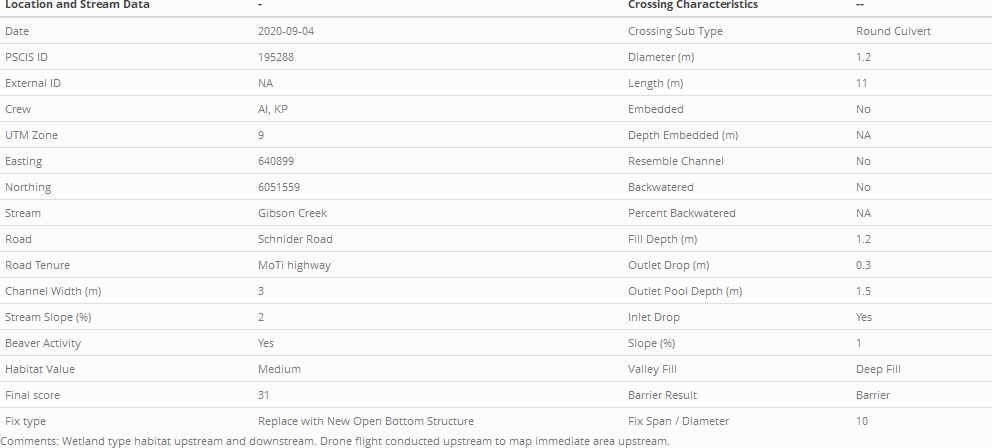 Location and Stream Data - Crossing Characteristics --
Date 2020-09-04 Crossing Sub Type Round Culvert
PSCIS ID 195288 Diameter (m) 1.2
External ID NA Length (m) 11
Crew AI, KP Embedded No
UTM Zone 9 Depth Embedded (m) NA
Easting 640899 Resemble Channel No
Northing 6051559 Backwatered No
Stream Gibson Creek Percent Backwatered NA
Road Schnider Road Fill Depth (m) 1.2
Road Tenure MoTi highway Outlet Drop (m) 0.3
Channel Width (m) 3 Outlet Pool Depth (m) 1.5
Stream Slope (%) 2 Inlet Drop Yes
Beaver Activity Yes Slope (%) 1
Habitat Value Medium Valley Fill Deep Fill
Final score 31 Barrier Result Barrier
Fix type Replace with New Open Bottom Structure Fix Span / Diameter 10
Comments: Wetland type habitat upstream and downstream. Drone flight conducted upstream to map immediate area upstream.